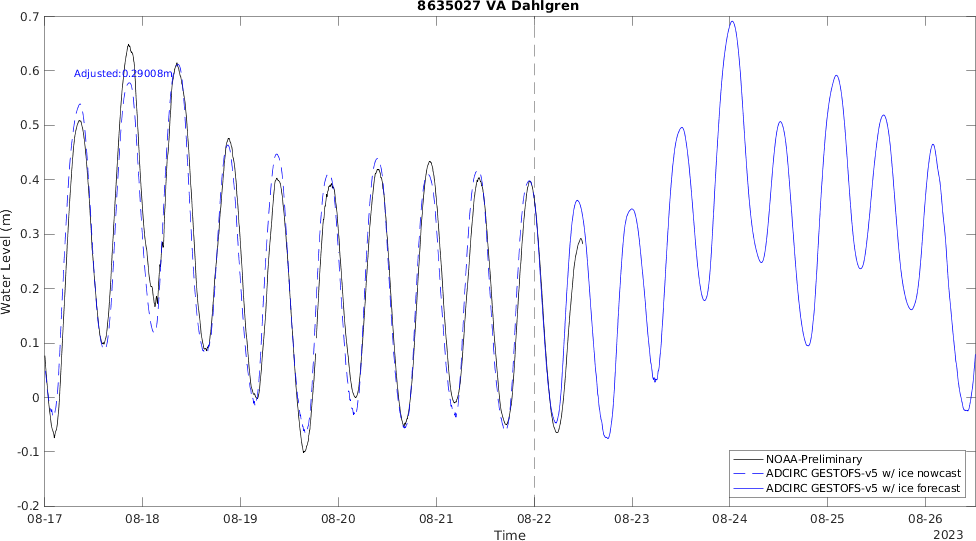 8635027 VA Dahlgren
0.7
0.6
0.5
0.4
0.3
0.2
0.1
0
-0.1
-0.2
Water Level (m)
Adjusted:0.29008m
NOAA-Preliminary
ADCIRC GESTOFS-v5 w/ ice nowcast
ADCIRC GESTOFS-v5 w/ ice forecast
08-17 08-18 08-19 08-20 08-21 08-22 08-23 08-24 08-25 08-26
Time
2023